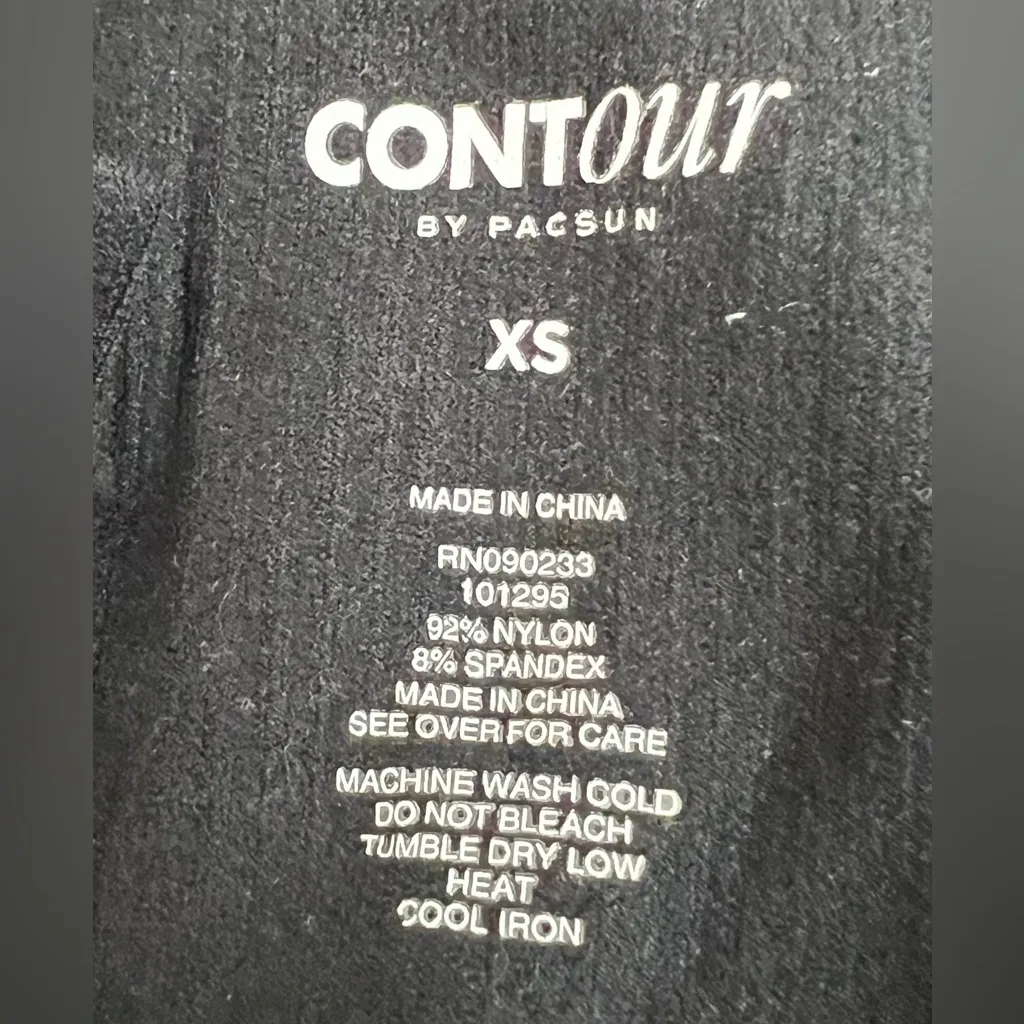 CONTour
BY PACSUN
XS
MADE IN CHINA
RN090233
101295
92% NYLON
8% SPANDEX
MADE IN CHINA
SEE OVER FOR CARE
MACHINE WASH COLD
DO NOT BLEACH
TUMBLE DRY LOW
HEAT
COOL IRON